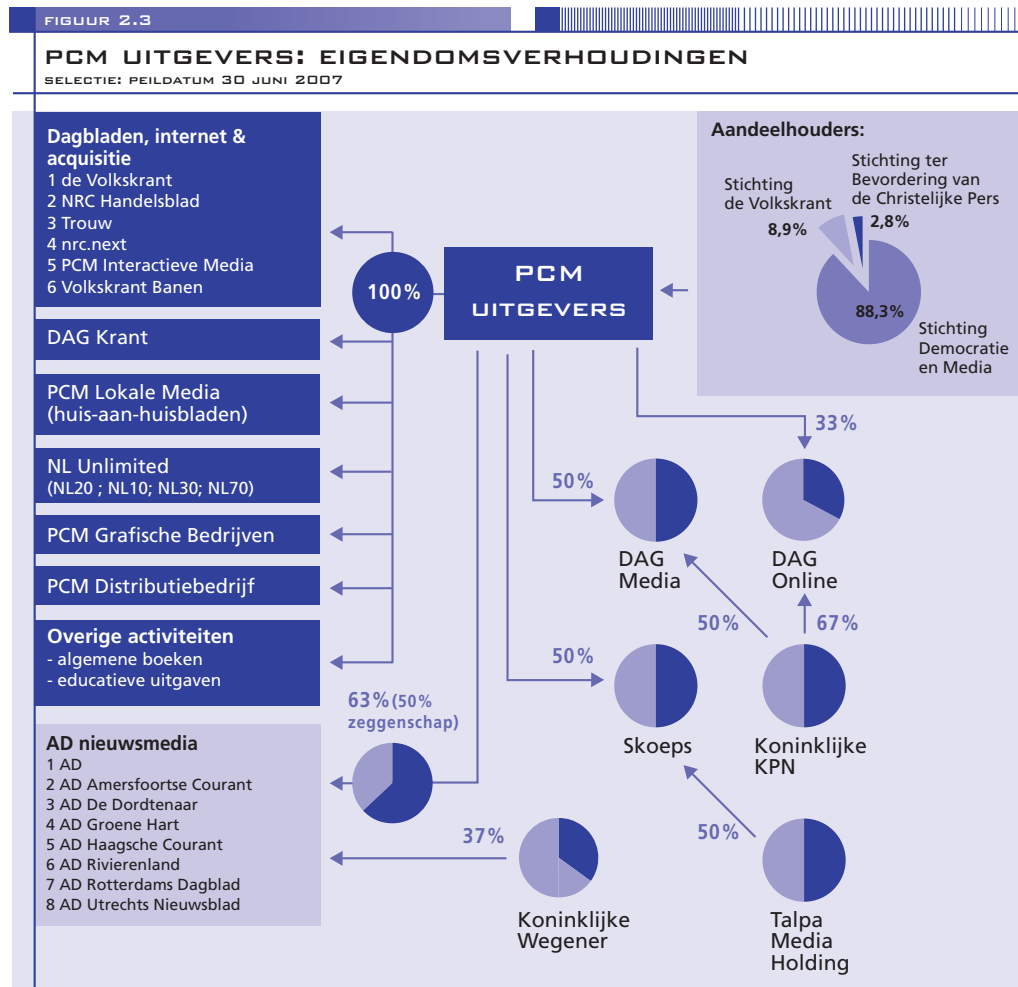 FIGUUR 2.3
PCM UITGEVERS: EIGENDOMSVERHOUDINGEN
SELECTIE: PEILDATUM 30 JUNI 2007
Dagbladen, internet &
acquisitie
1 de Volkskrant
2 NRC Handelsblad
3 Trouw
4 nrc.next
5 PCM Interactieve Media
6 Volkskrant Banen
DAG Krant
PCM Lokale Media
(huis-aan-huisbladen)
NL Unlimited
(NL20 ; NL10; NL30; NL70)
PCM Grafische Bedrijven
PCM Distributiebedrijf
Overige activiteiten
- algemene boeken
- educatieve uitgaven
AD nieuwsmedia
1 AD
2 AD Amersfoortse Courant
3 AD De Dordtenaar
4 AD Groene Hart
5 AD Haagsche Courant
6 AD Rivierenland
7 AD Rotterdams Dagblad
8 AD Utrechts Nieuwsblad
100%
PCM
UITGEVERS
Aandeelhouders:
Stichting
de Volkskrant
8,9%
Stichting ter
Bevordering van
de Christelijke Pers
2,8%
88,3%
Stichting
Democratie
en Media
33%
50%
DAG
Media
DAG
Online
50%
67%
50%
Skoeps
Koninklijke
KPN
63% (50%
zeggenschap)
37%
Koninklijke
Wegener
50%
Talpa
Media
Holding